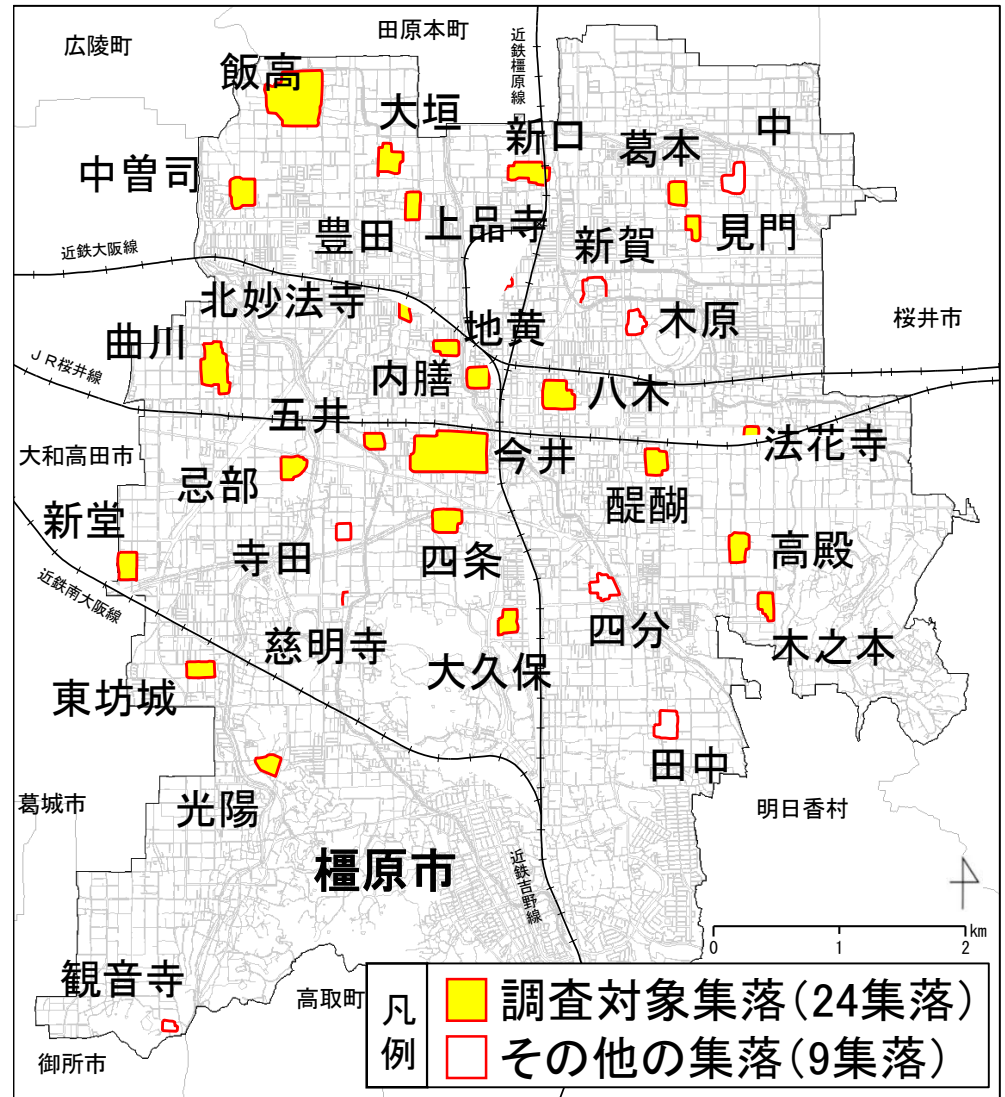 広陵町
田原本町
近鉄橿原線
飯高
大垣
新口
中
葛本
中曽司
豊田
上品寺
新賀
見門
近鉄大阪線
北妙法寺
地黄
木原
桜井市
曲川
JR桜井線
内膳
八木
五井
今井
法花寺
大和高田市
忌部
醍醐
新堂
寺田
四条
高殿
近鉄南大阪線
慈明寺
大久保
四分
木之本
東坊城
田中
葛城市
光陽
明日香村
橿原市
近鉄吉野線
km
0
1
2
観音寺
高取町
御所市
凡例
調査対象集落(24集落)
その他の集落(9集落)